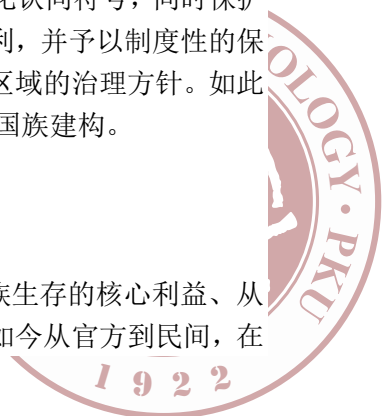 化认同符号，同时保护
利，并予以制度性的保
区域的治理方针。如此
国族建构。
族生存的核心利益、从
如今从官方到民间，在
OLOGY · PKU
1922